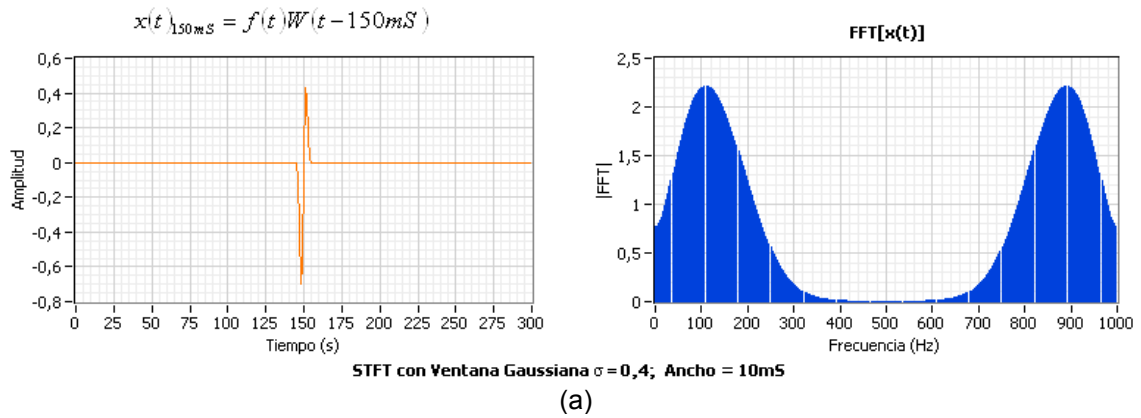 x(t)₁₅₀ₘS = f(t)W(t − 150mS)
FFT[x(t)]
Amplitud
0,6
0,4
0,2
0
-0,2
-0,4
-0,6
-0,8
0 25 50 75 100 125 150 175 200 225 250 275 300
Tiempo (s)
|FFT|
2,5
2
1,5
1
0,5
0
0 100 200 300 400 500 600 700 800 900 1000
Frecuencia (Hz)
STFT con Ventana Gaussiana σ = 0,4; Ancho = 10mS
(a)